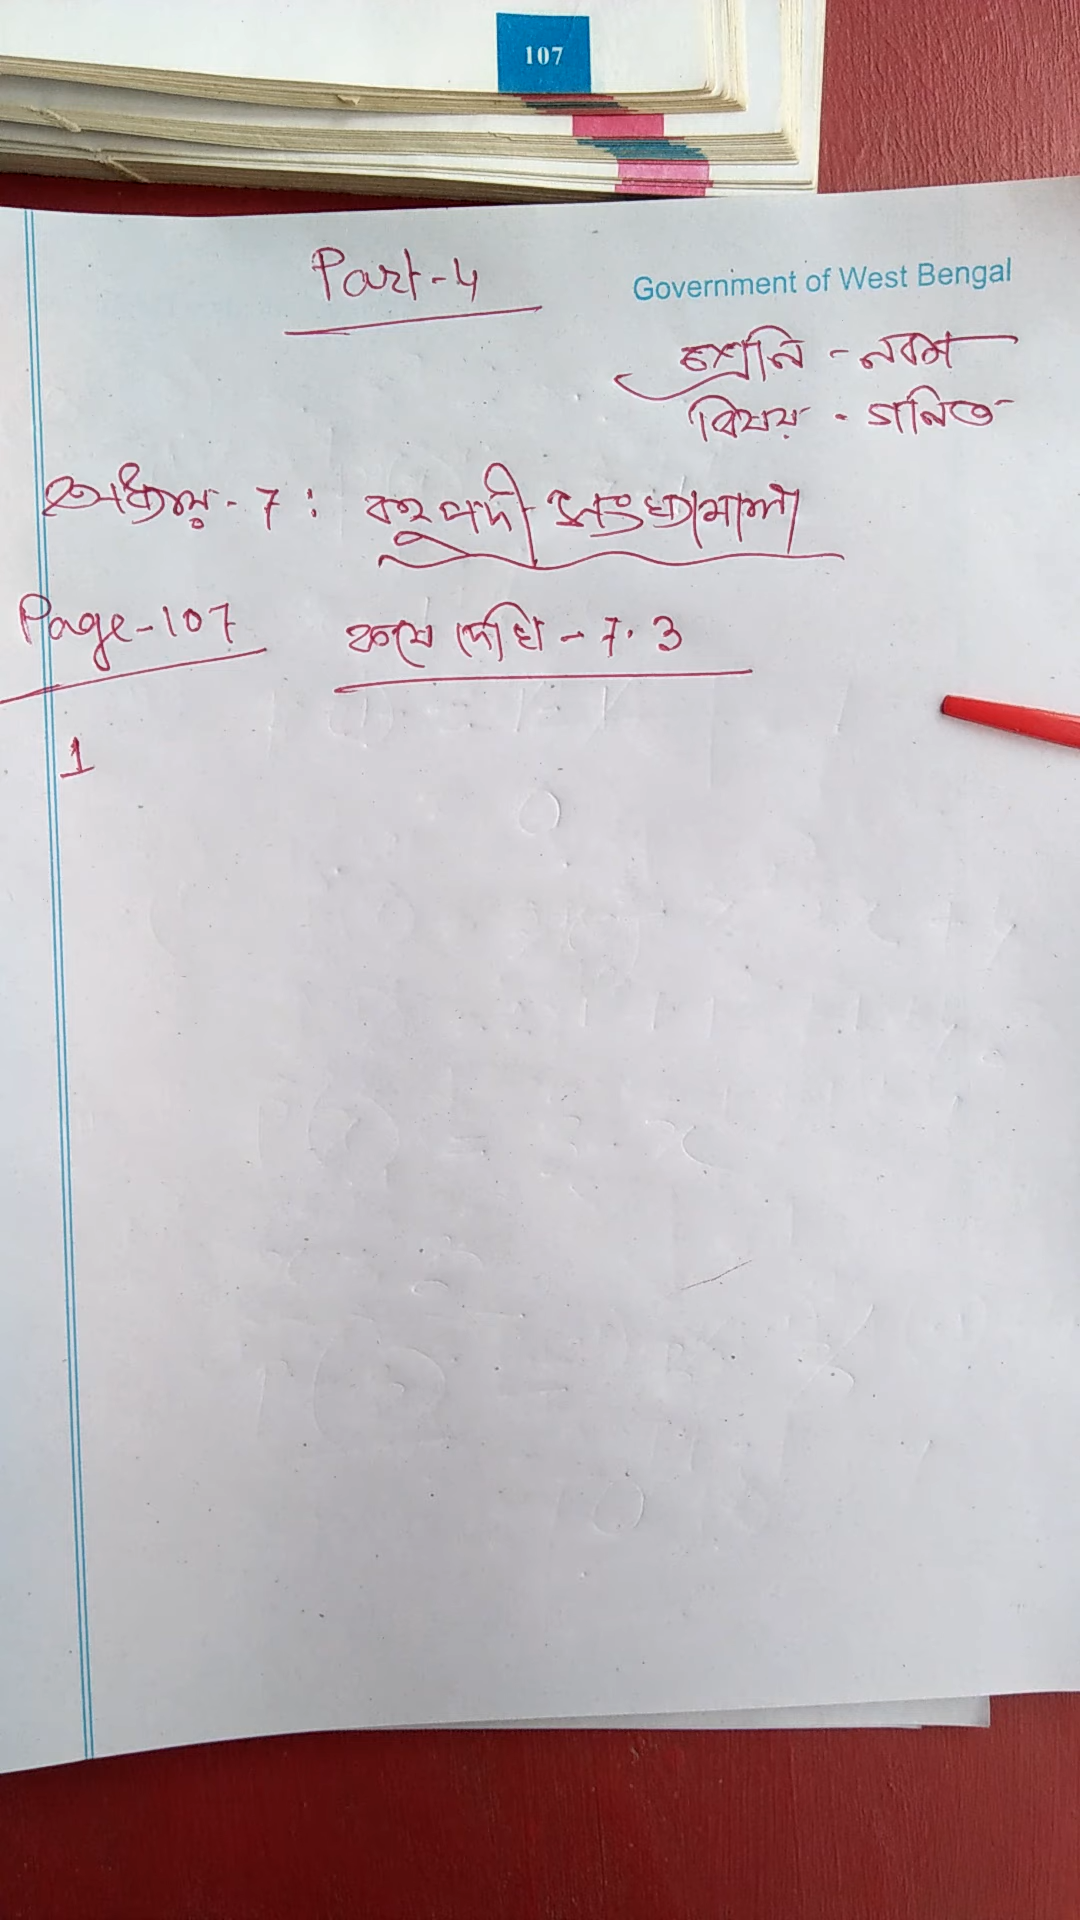 107
Part-4
Government of West Bengal
শ্রেনি - নবম
বিষয় - গনিত
অধ্যায় - 7 : বহুপদী সংখ্যামালা
Page-107 কষে দেখি - 7.3
1